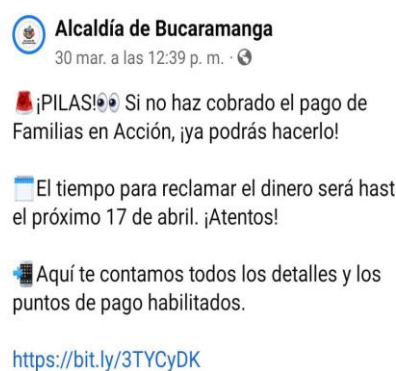 Alcaldía de Bucaramanga
30 mar. a las 12:39 p. m. ·
¡PILAS! Si no haz cobrado el pago de
Familias en Acción, ¡ya podrás hacerlo!
El tiempo para reclamar el dinero será hast
el próximo 17 de abril. ¡Atentos!
Aquí te contamos todos los detalles y los
puntos de pago habilitados.
https://bit.ly/3TYCyDK